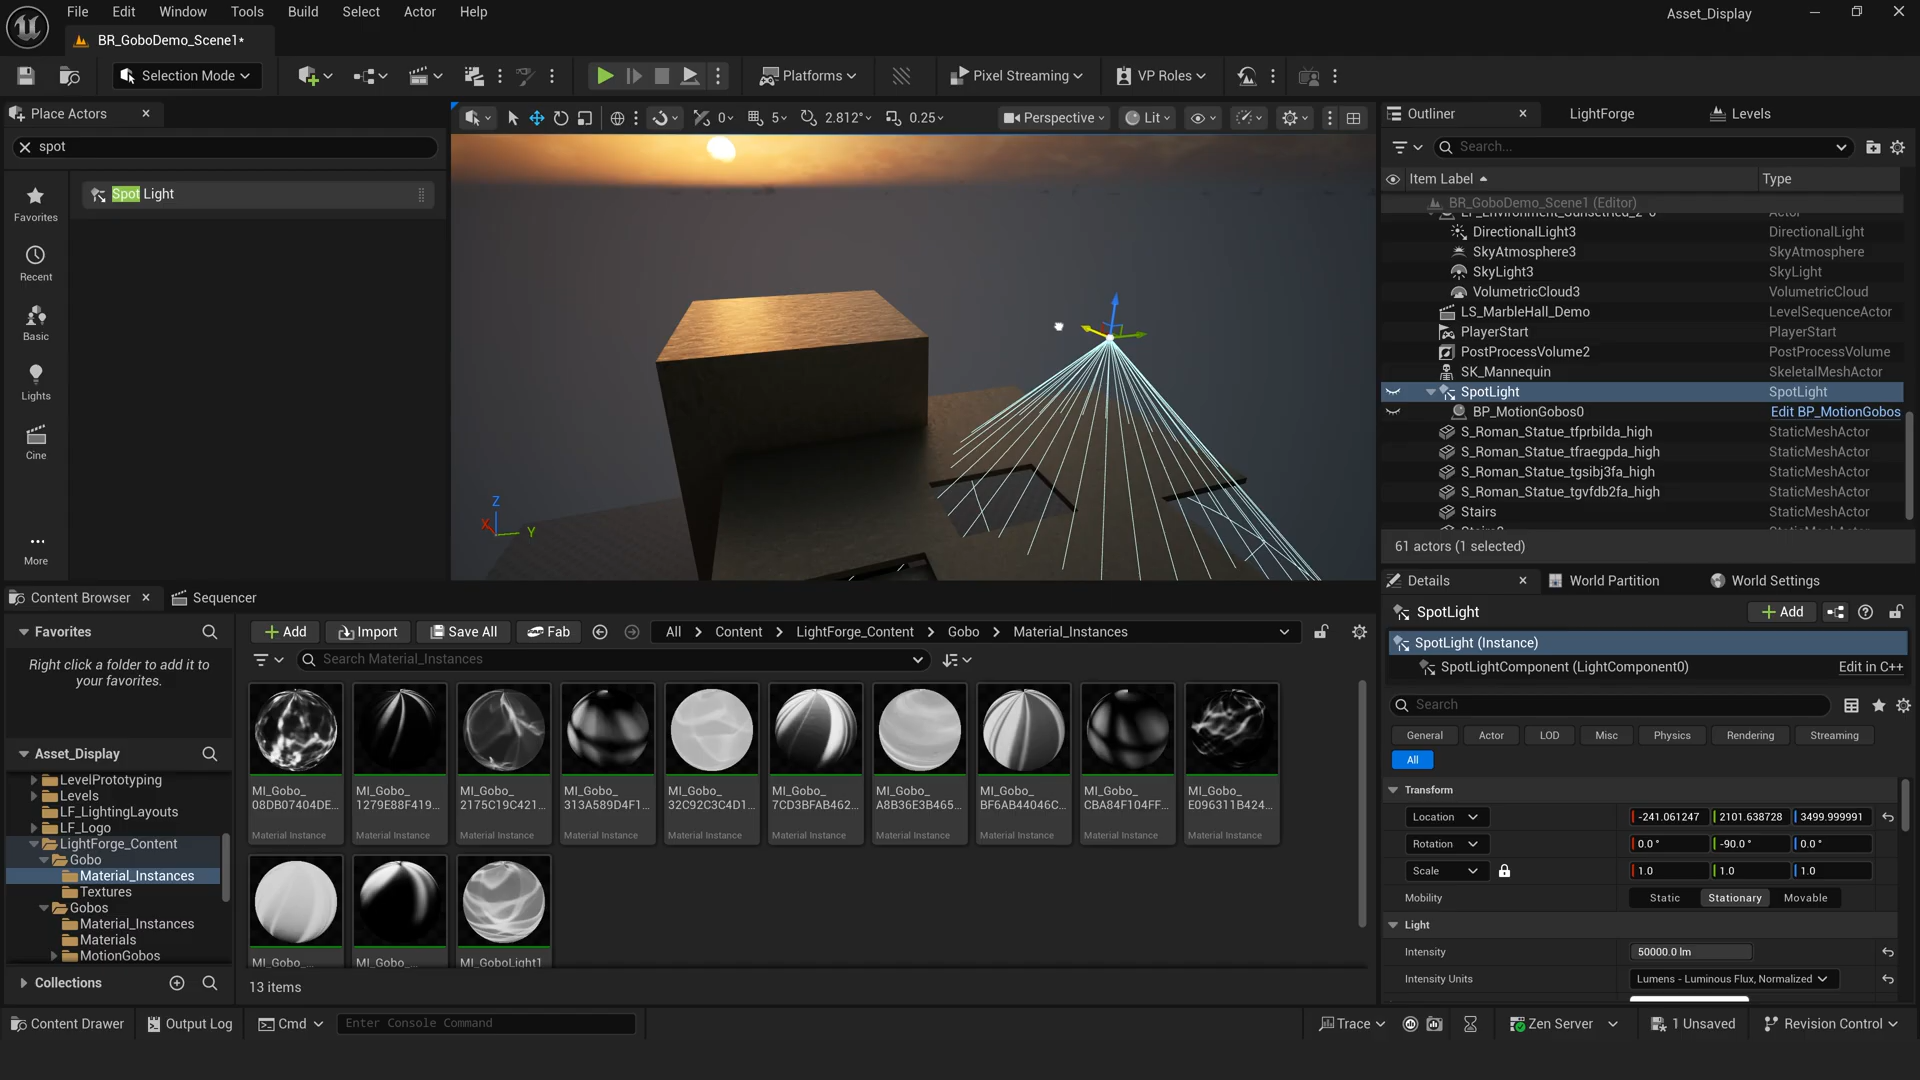 File Edit Window Tools Build Select Actor Help
Asset_Display
BR_GoboDemo_Scene1*
Selection Mode
Platforms
Pixel Streaming
VP Roles
Place Actors
spot
Spot Light
Favorites
Recent
Basic
Lights
Cine
More
0 5 2.812° 0.25
Perspective
Lit
Z
X
Y
Outliner
LightForge
Levels
Search...
Item Label Type
BR_GoboDemo_Scene1 (Editor)
DirectionalLight3 DirectionalLight
SkyAtmosphere3 SkyAtmosphere
SkyLight3 SkyLight
VolumetricCloud3 VolumetricCloud
LS_MarbleHall_Demo LevelSequenceActor
PlayerStart PlayerStart
PostProcessVolume2 PostProcessVolume
SK_Mannequin SkeletalMeshActor
SpotLight SpotLight
BP_MotionGobos0 Edit BP_MotionGobos
S_Roman_Statue_tfprbilda_high StaticMeshActor
S_Roman_Statue_tfraegpda_high StaticMeshActor
S_Roman_Statue_tgsibj3fa_high StaticMeshActor
S_Roman_Statue_tgvfdb2fa_high StaticMeshActor
Stairs StaticMeshActor
61 actors (1 selected)
Details
World Partition
World Settings
SpotLight
Add
SpotLight (Instance)
SpotLightComponent (LightComponent0) Edit in C++
Search
General Actor LOD Misc Physics Rendering Streaming
All
Transform
Location -241.061247 2101.638728 3499.999991
Rotation 0.0 ° -90.0 ° 0.0 °
Scale 1.0 1.0 1.0
Mobility Static Stationary Movable
Light
Intensity 50000.0 lm
Intensity Units Lumens - Luminous Flux, Normalized
Content Browser
Sequencer
Favorites
Right click a folder to add it to
your favorites.
Asset_Display
LevelPrototyping
Levels
LF_LightingLayouts
LF_Logo
LightForge_Content
Gobo
Material_Instances
Textures
Gobos
Material_Instances
Materials
MotionGobos
Collections
Add Import Save All Fab All Content LightForge_Content Gobo Material_Instances
Search Material_Instances
MI_Gobo_
08DB07404DE...
Material Instance
MI_Gobo_
1279E88F419...
Material Instance
MI_Gobo_
2175C19C421...
Material Instance
MI_Gobo_
313A589D4F1...
Material Instance
MI_Gobo_
32C92C3C4D1...
Material Instance
MI_Gobo_
7CD3BFAB462...
Material Instance
MI_Gobo_
A8B36E3B465...
Material Instance
MI_Gobo_
BF6AB44046C...
Material Instance
MI_Gobo_
CBA84F104FF...
Material Instance
MI_Gobo_
E096311B424...
Material Instance
MI_Gobo_...
MI_Gobo_...
MI_GoboLight1
13 items
Content Drawer
Output Log
Cmd
Enter Console Command
Trace
Zen Server
1 Unsaved
Revision Control